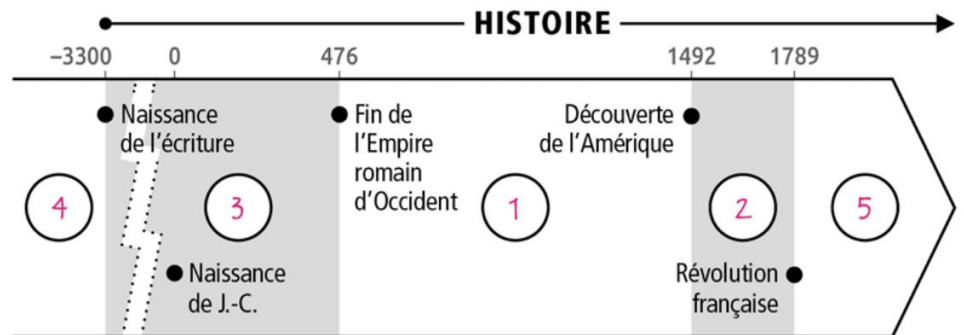 HISTOIRE
–3300 0 476 1492 1789
Naissance
de l'écriture
Fin de
l'Empire
romain
d'Occident
Découverte
de l'Amérique
4 3 1 2 5
Naissance
de J.-C.
Révolution
française